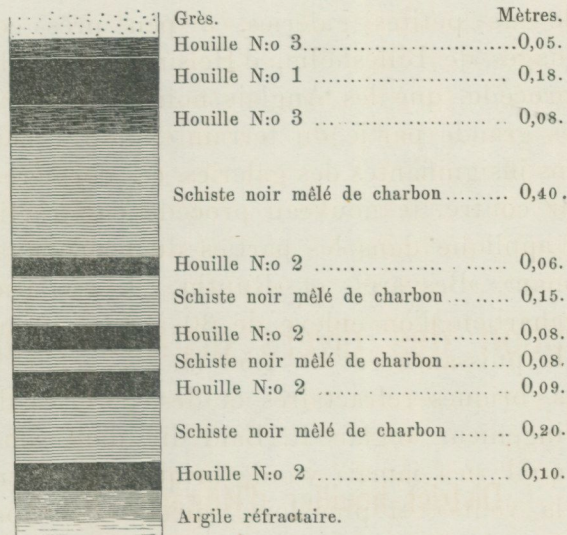 Grès. Mètres.
Houille N:o 3 0,05.
Houille N:o 1 0,18.
Houille N:o 3 0,08.
Schiste noir mêlé de charbon 0,40.
Houille N:o 2 0,06.
Schiste noir mêlé de charbon 0,15.
Houille N:o 2 0,08.
Schiste noir mêlé de charbon 0,08.
Houille N:o 2 0,09.
Schiste noir mêlé de charbon 0,20.
Houille N:o 2 0,10.
Argile réfractaire.